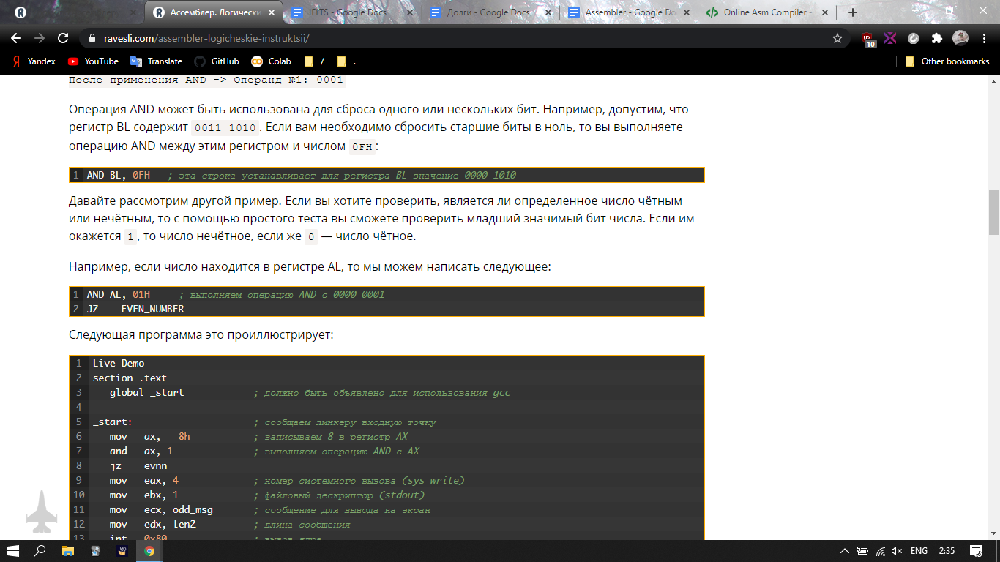 Ассемблер. Логически
IELTS - Google Docs
Долги - Google Docs
Assembler - Google Do
Online Asm Compiler -
ravesli.com/assembler-logicheskie-instruktsii/
10
Yandex YouTube Translate GitHub Colab / . Other bookmarks
После применения AND -> Операнд №1: 0001
Операция AND может быть использована для сброса одного или нескольких бит. Например, допустим, что
регистр BL содержит 0011 1010. Если вам необходимо сбросить старшие биты в ноль, то вы выполняете
операцию AND между этим регистром и числом 0FH:
1 AND BL, 0FH ; эта строка устанавливает для регистра BL значение 0000 1010
Давайте рассмотрим другой пример. Если вы хотите проверить, является ли определенное число чётным
или нечётным, то с помощью простого теста вы сможете проверить младший значимый бит числа. Если им
окажется 1, то число нечётное, если же 0 — число чётное.
Например, если число находится в регистре AL, то мы можем написать следующее:
1 AND AL, 01H ; выполняем операцию AND с 0000 0001
2 JZ EVEN_NUMBER
Следующая программа это проиллюстрирует:
1 Live Demo
2 section .text
3 global _start ; должно быть объявлено для использования gcc
4
5 _start: ; сообщаем линкеру входную точку
6 mov ax, 8h ; записываем 8 в регистр AX
7 and ax, 1 ; выполняем операцию AND с AX
8 jz evnn
9 mov eax, 4 ; номер системного вызова (sys_write)
10 mov ebx, 1 ; файловый дескриптор (stdout)
11 mov ecx, odd_msg ; сообщение для вывода на экран
12 mov edx, len2 ; длина сообщения
13 int 0x80 ; вызов ядра
ENG 2:35